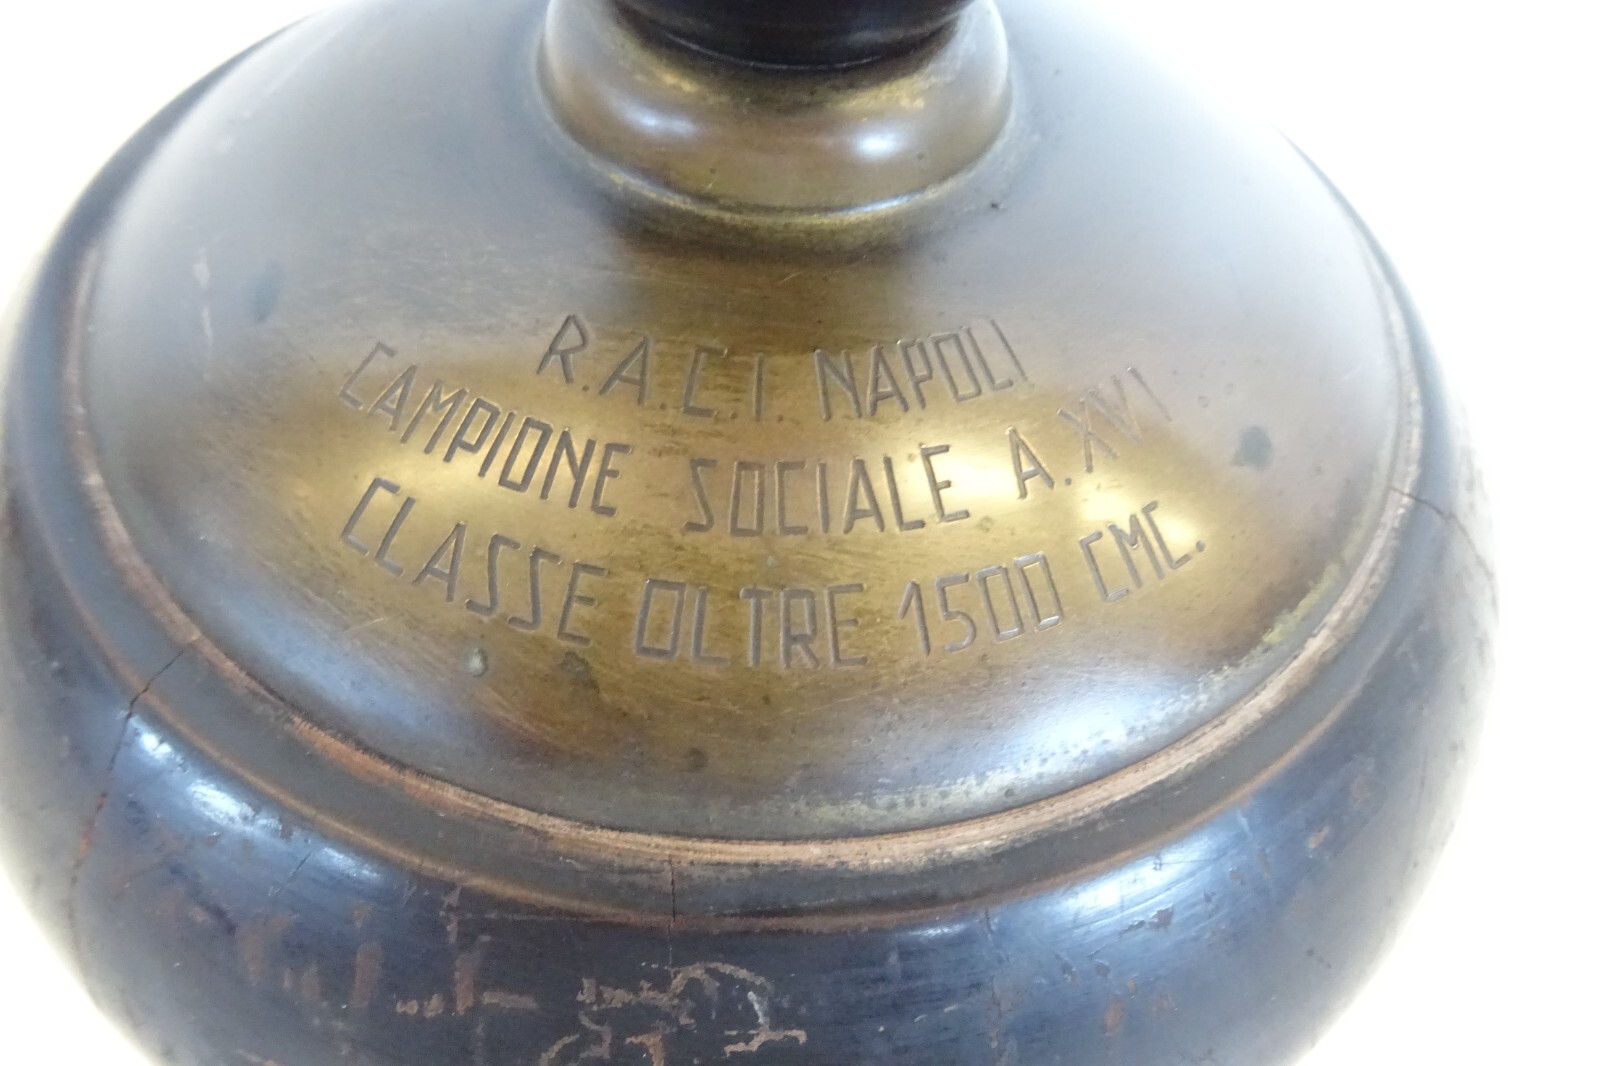 R.A.C.I. NAPOLI
CAMPIONE SOCIALE A. XVI
CLASSE OLTRE 1500 CMC.